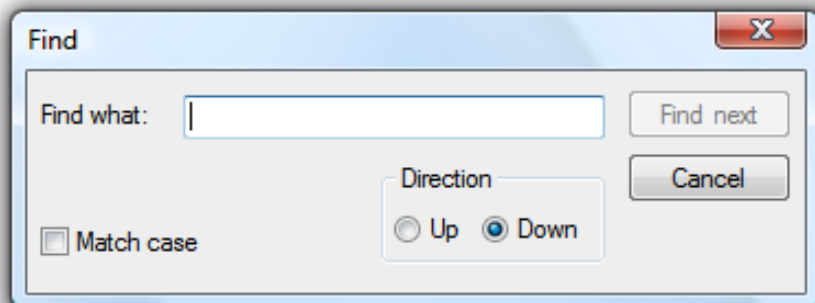 Find
Find what:
Find next
Direction
Cancel
Up Down
Match case